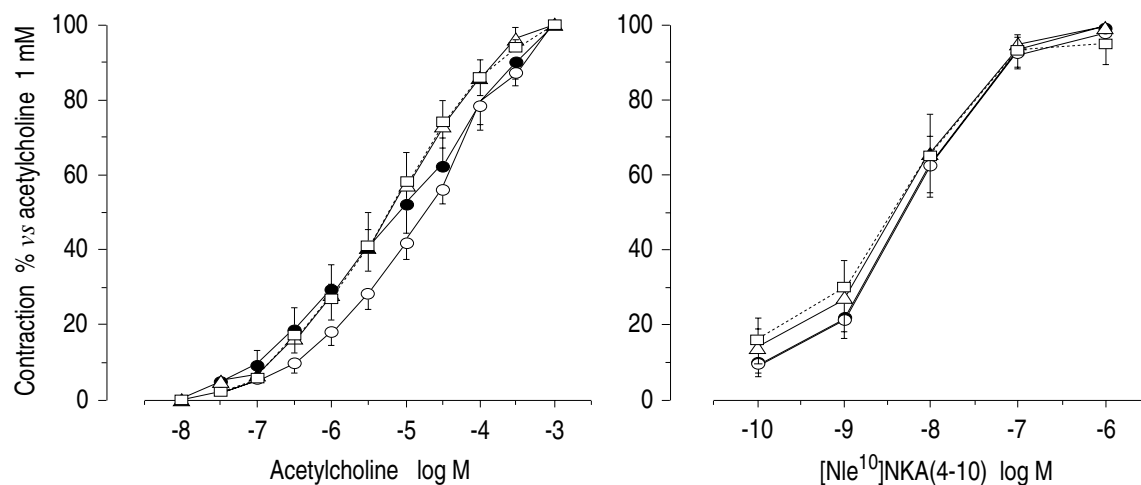 Contraction % vs acetylcholine 1 mM
100
80
60
40
20
0
-8 -7 -6 -5 -4 -3
Acetylcholine log M
100
80
60
40
20
0
-10 -9 -8 -7 -6
[Nle¹⁰]NKA(4-10) log M